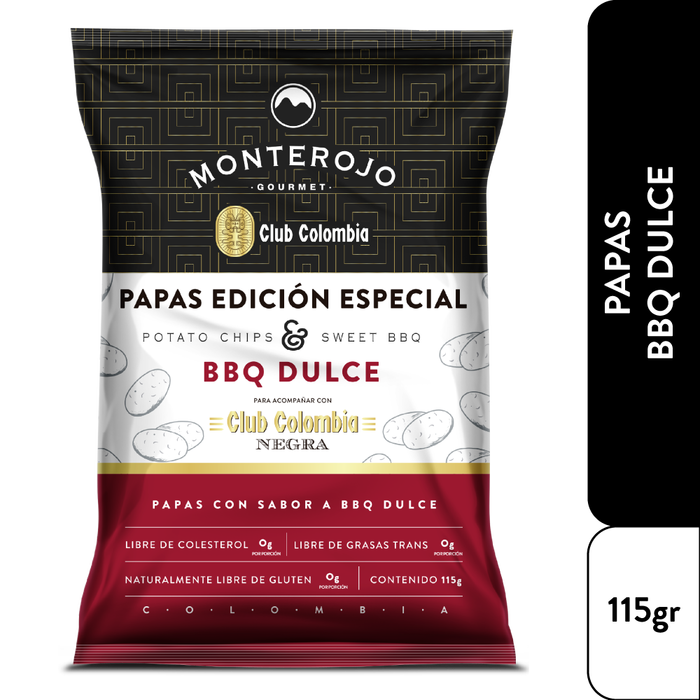 MONTEROJO
GOURMET
Club Colombia
PAPAS EDICIÓN ESPECIAL
POTATO CHIPS & SWEET BBQ
BBQ DULCE
PARA ACOMPAÑAR CON
Club Colombia
NEGRA
PAPAS CON SABOR A BBQ DULCE
LIBRE DE COLESTEROL 0g POR PORCIÓN LIBRE DE GRASAS TRANS 0g POR PORCIÓN
NATURALMENTE LIBRE DE GLUTEN 0g POR PORCIÓN CONTENIDO 115g
C · O · L · O · M · B · I · A
PAPAS
BBQ DULCE
115gr